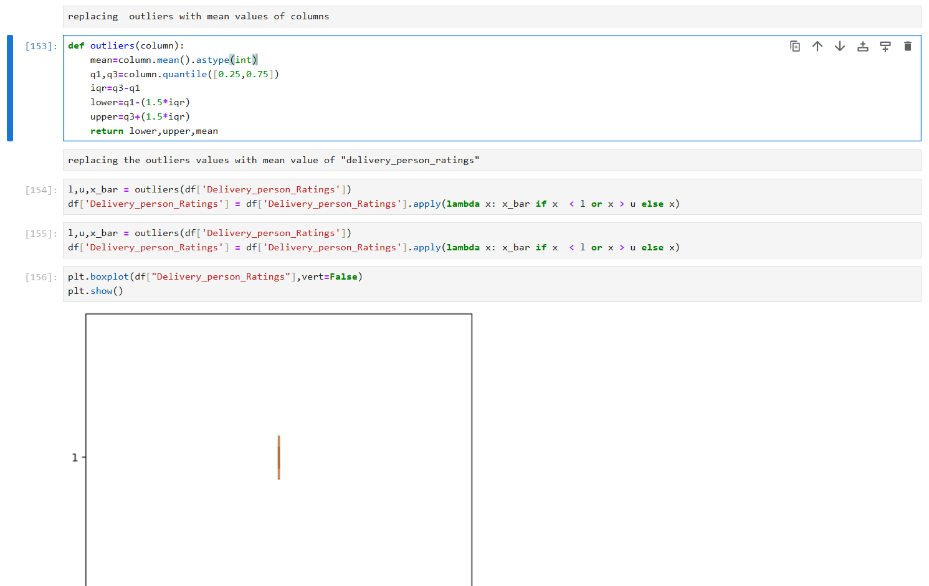 replacing  outliers with mean values of columns
[153]: def outliers(column):
    mean=column.mean().astype(int)
    q1,q3=column.quantile([0.25,0.75])
    iqr=q3-q1
    lower=q1-(1.5*iqr)
    upper=q3+(1.5*iqr)
    return lower,upper,mean
replacing the outliers values with mean value of "delivery_person_ratings"
[154]: l,u,x_bar = outliers(df['Delivery_person_Ratings'])
df['Delivery_person_Ratings'] = df['Delivery_person_Ratings'].apply(lambda x: x_bar if x  < l or x > u else x)
[155]: l,u,x_bar = outliers(df['Delivery_person_Ratings'])
df['Delivery_person_Ratings'] = df['Delivery_person_Ratings'].apply(lambda x: x_bar if x  < l or x > u else x)
[156]: plt.boxplot(df["Delivery_person_Ratings"],vert=False)
plt.show()
1